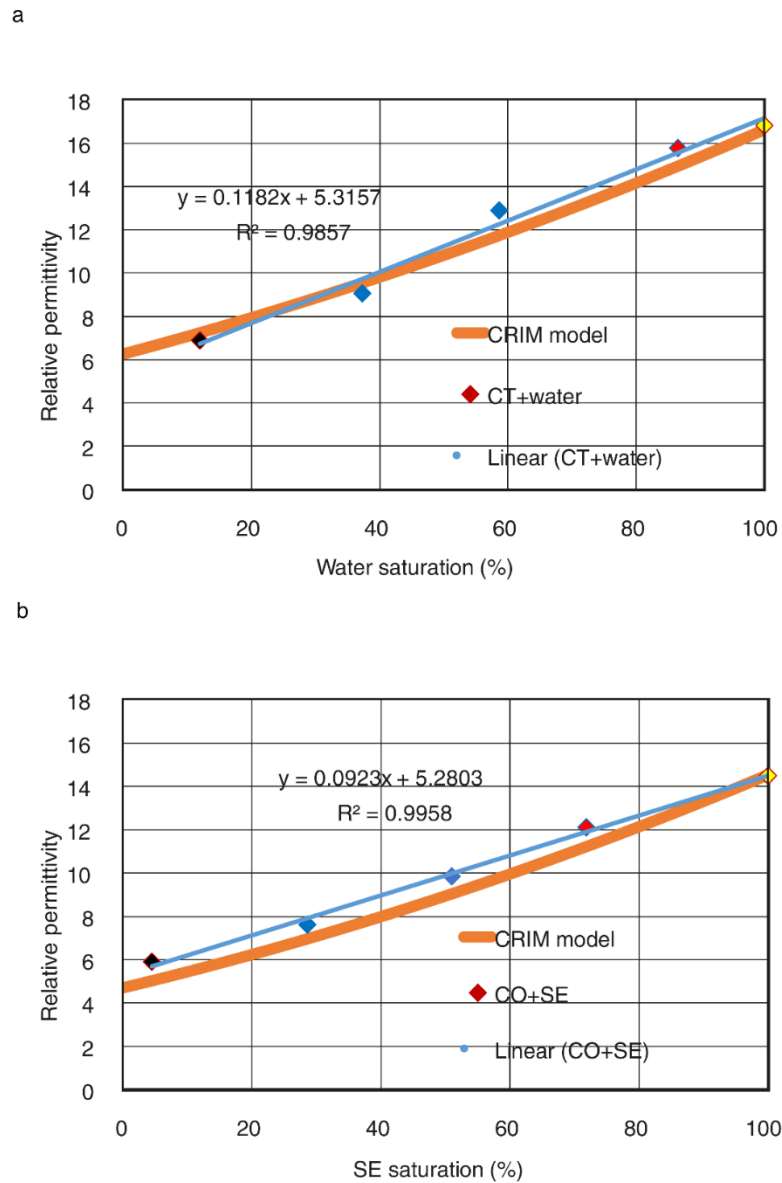 a
18
16
14
y = 0.1182x + 5.3157
12
R² = 0.9857
10
8
CRIM model
6
4
CT+water
2
Linear (CT+water)
0
0 20 40 60 80 100
Relative permittivity
Water saturation (%)
b
18
16
14
y = 0.0923x + 5.2803
12
R² = 0.9958
10
8
CRIM model
6
4
CO+SE
2
Linear (CO+SE)
0
0 20 40 60 80 100
Relative permittivity
SE saturation (%)